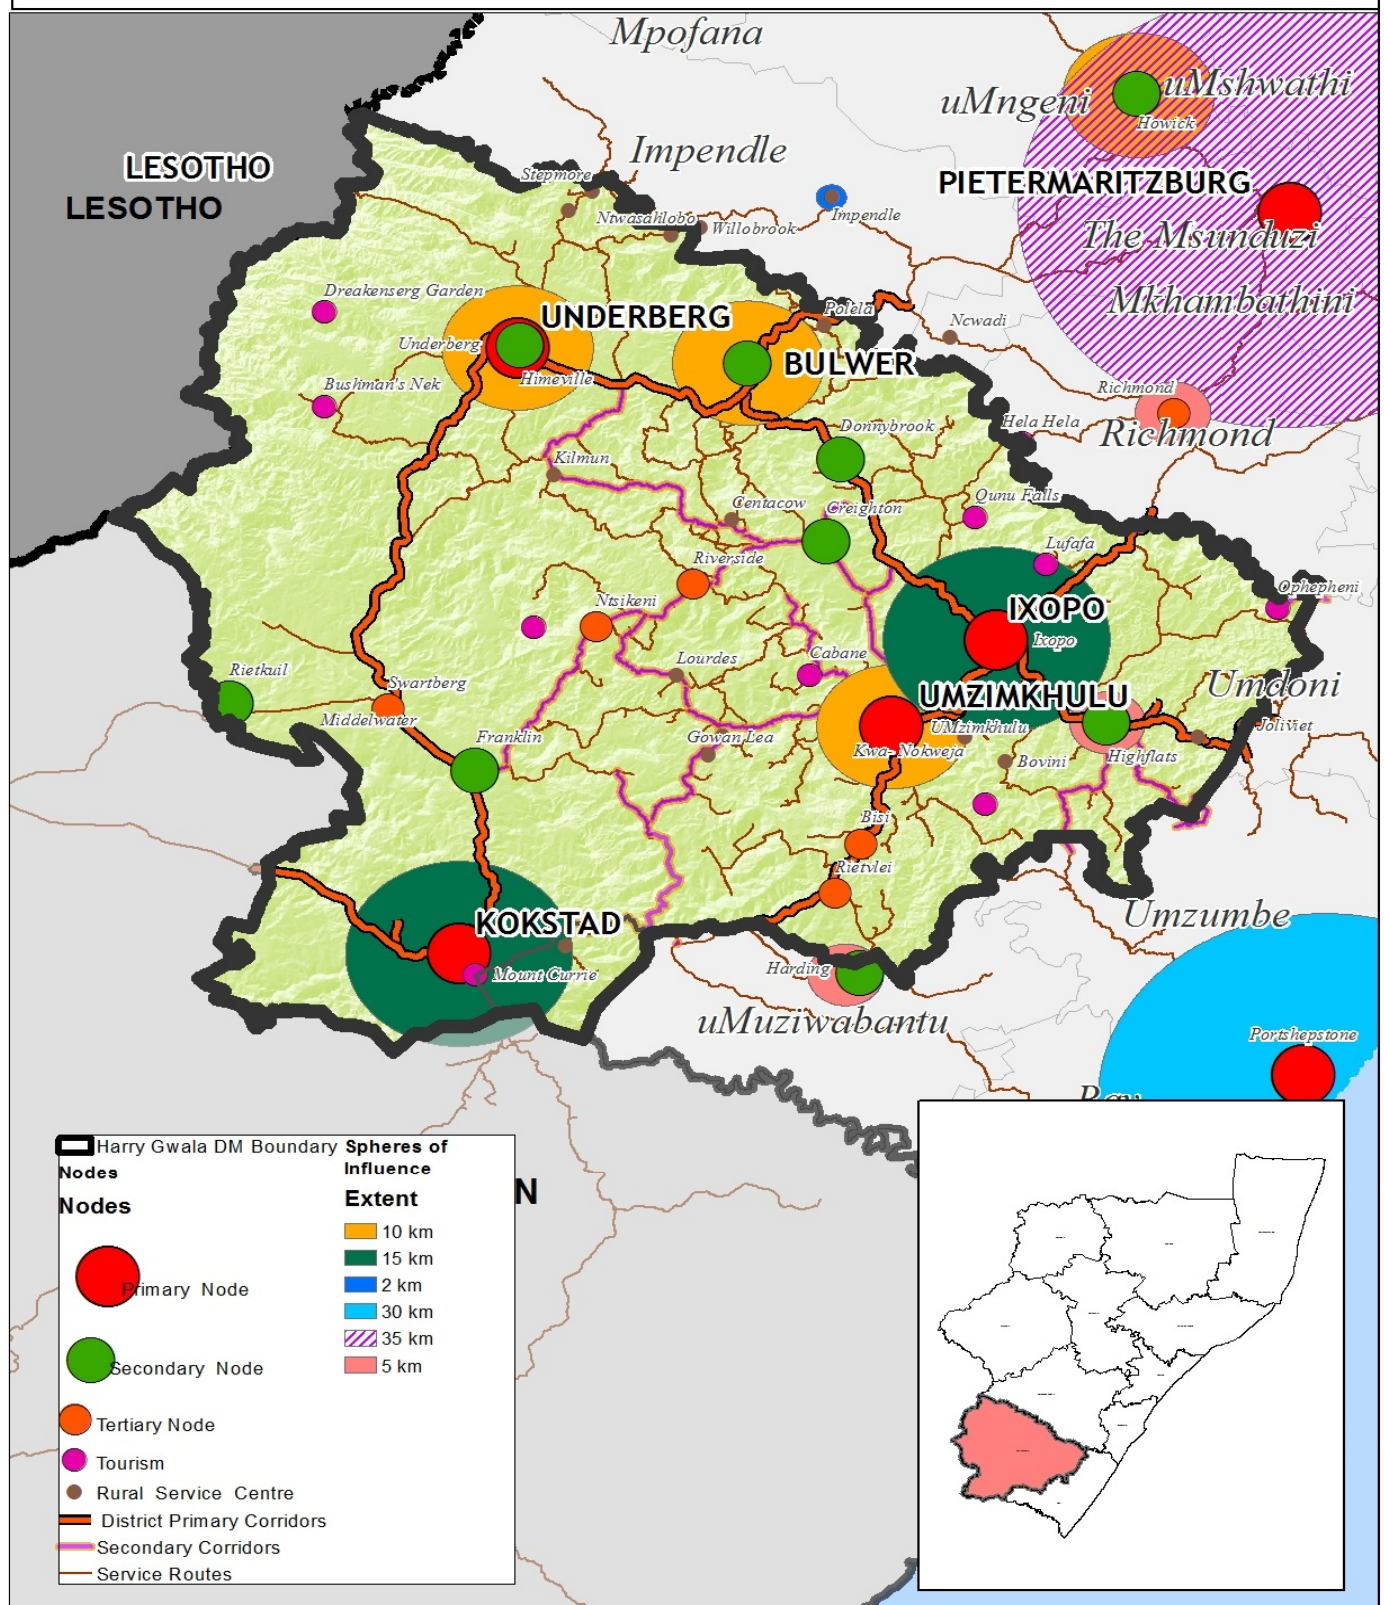 Mpofana
uMshwathi
uMngeni
Howick
Impendle
LESOTHO
LESOTHO
Stepmore
PIETERMARITZBURG
Ntwasahlobo
Willobrook
Impendle
The Msunduzi
Dreakenserg Garden
Mkhambathini
UNDERBERG
Polela
Ncwadi
Underberg
BULWER
Himeville
Bushman's Nek
Richmond
Donnybrook
Hela Hela
Richmond
Kilmun
Centacow
Creighton
Qunu Falls
Riverside
Lufafa
Ophepheni
Ntsikeni
IXOPO
Ixopo
Rietkuil
Lourdes
Cabane
Swartberg
UMZIMKHULU
Umdoni
Middelwater
Franklin
Gowan Lea
UMzimkhulu
Joliviet
Kwa- Nokweja
Bovini
Highflats
Bisi
Rietvlei
KOKSTAD
Umzumbe
Mount Currie
Harding
uMuziwabantu
Portshepstone
Harry Gwala DM Boundary
Nodes
Nodes
Primary Node
Secondary Node
Tertiary Node
Tourism
Rural Service Centre
District Primary Corridors
Secondary Corridors
Service Routes
Spheres of
Influence
Extent
10 km
15 km
2 km
30 km
35 km
5 km
N